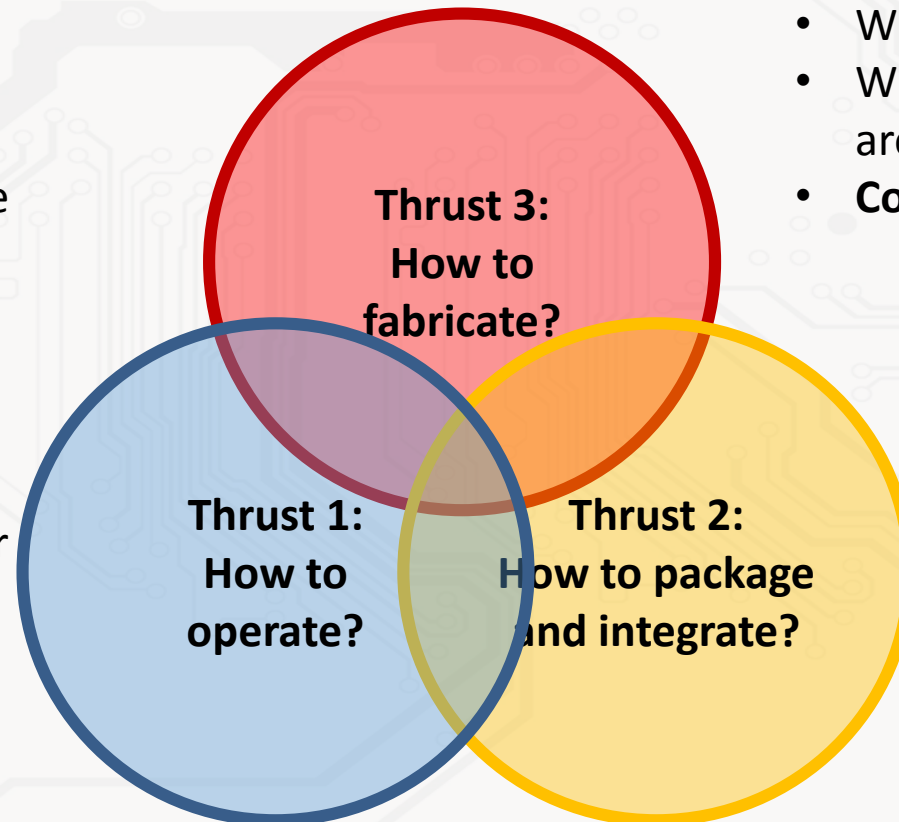 Thrust 3:
How to
fabricate?
Thrust 1:
How to
operate?
Thrust 2:
How to package
and integrate?